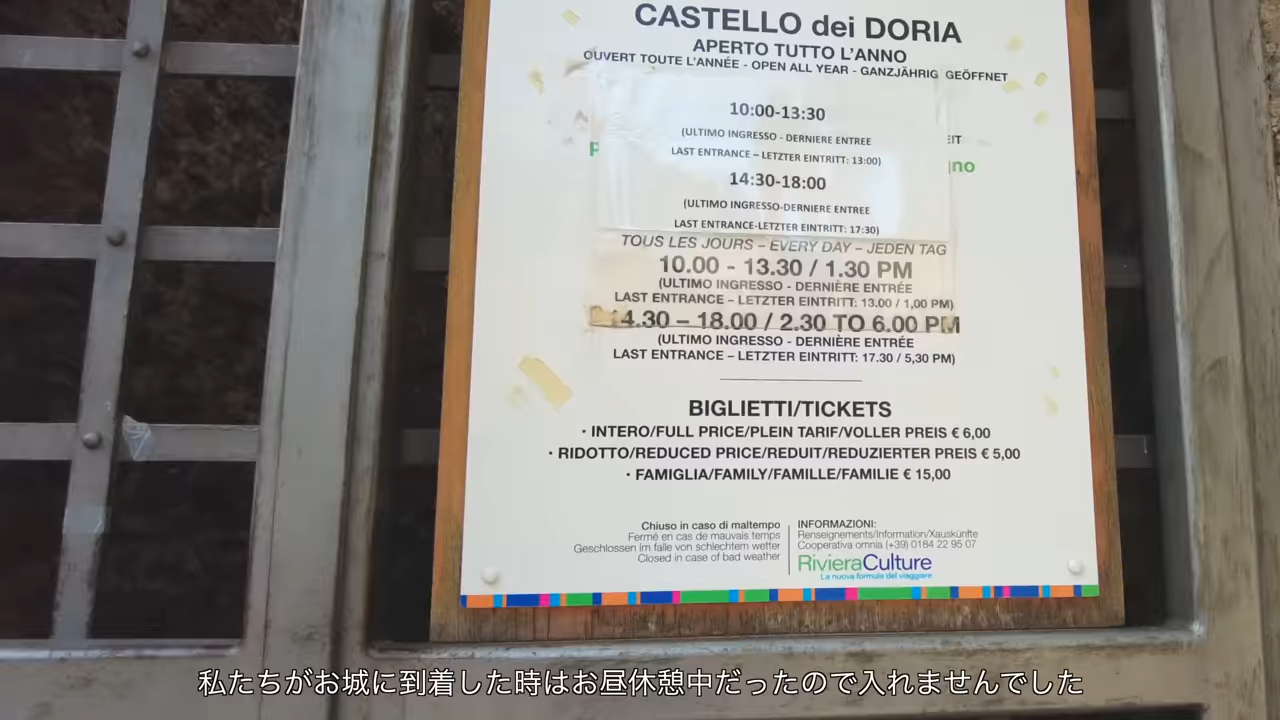 CASTELLO dei DORIA
APERTO TUTTO L'ANNO
OUVERT TOUTE L'ANNÉE - OPEN ALL YEAR - GANZJÄHRIG GEÖFFNET
10:00-13:30
(ULTIMO INGRESSO - DERNIERE ENTREE
LAST ENTRANCE – LETZTER EINTRITT: 13:00)
14:30-18:00
(ULTIMO INGRESSO-DERNIERE ENTREE
LAST ENTRANCE-LETZTER EINTRITT: 17:30)
TOUS LES JOURS – EVERY DAY – JEDEN TAG
10.00 - 13.30 / 1.30 PM
(ULTIMO INGRESSO - DERNIÈRE ENTRÉE
LAST ENTRANCE – LETZTER EINTRITT: 13.00 / 1,00 PM)
4.30 – 18.00 / 2.30 TO 6.00 PM
(ULTIMO INGRESSO - DERNIÈRE ENTRÉE
LAST ENTRANCE – LETZTER EINTRITT: 17.30 / 5,30 PM)
BIGLIETTI/TICKETS
· INTERO/FULL PRICE/PLEIN TARIF/VOLLER PREIS € 6,00
· RIDOTTO/REDUCED PRICE/REDUIT/REDUZIERTER PREIS € 5,00
· FAMIGLIA/FAMILY/FAMILLE/FAMILIE € 15,00
Chiuso in caso di maltempo
Fermé en cas de mauvais temps
Geschlossen im falle von schlechtem wetter
Closed in case of bad weather
INFORMAZIONI:
Renseignements/Information/Xauskünfte
Cooperativa omnia (+39) 0184 22 95 07
RivieraCulture
La nuova formula del viaggiare
私たちがお城に到着した時はお昼休憩中だったので入れませんでした